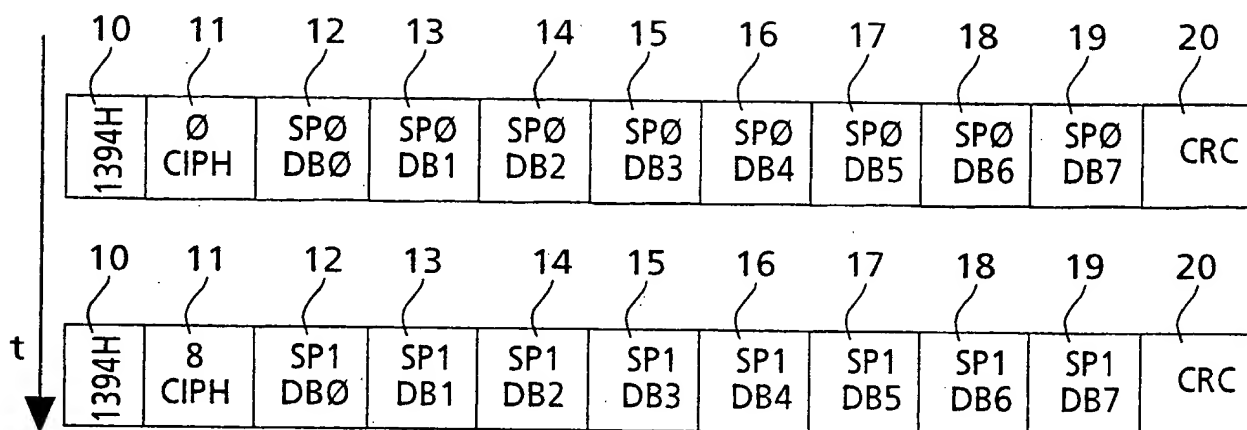 10 11 12 13 14 15 16 17 18 19 20
1394H Ø SPØ SPØ SPØ SPØ SPØ SPØ SPØ SPØ CRC
CIPH DBØ DB1 DB2 DB3 DB4 DB5 DB6 DB7
10 11 12 13 14 15 16 17 18 19 20
t 1394H 8 SP1 SP1 SP1 SP1 SP1 SP1 SP1 SP1 CRC
CIPH DBØ DB1 DB2 DB3 DB4 DB5 DB6 DB7